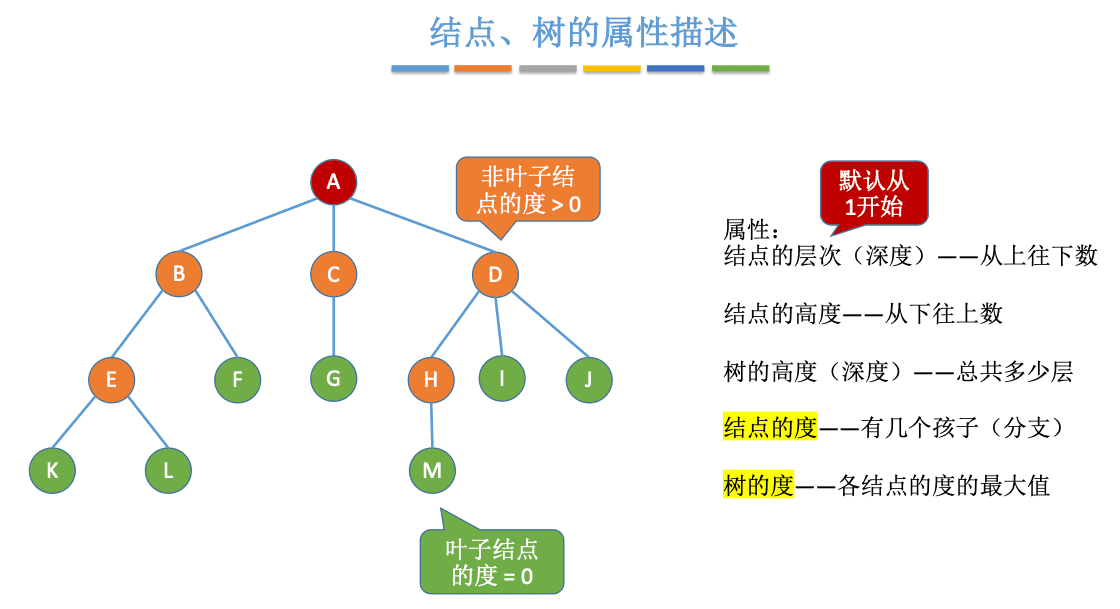 结点、树的属性描述
A
非叶子结
点的度 > 0
默认从
1开始
属性：
结点的层次（深度）——从上往下数
B
C
D
结点的高度——从下往上数
E
F
G
H
I
J
树的高度（深度）——总共多少层
结点的度——有几个孩子（分支）
K
L
M
树的度——各结点的度的最大值
叶子结点
的度 = 0